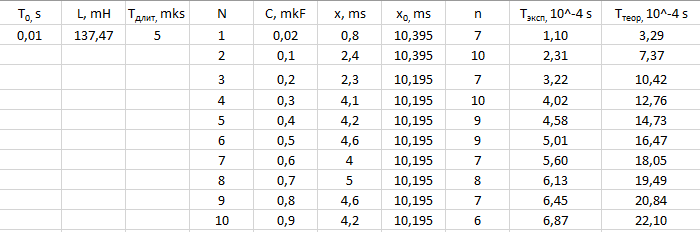 T0, s L, mH Tдлит, mks N C, mkF x, ms x0, ms n Tэксп, 10^-4 s Tтеор, 10^-4 s
0,01 137,47 5 1 0,02 0,8 10,395 7 1,10 3,29
2 0,1 2,4 10,395 10 2,31 7,37
3 0,2 2,3 10,195 7 3,22 10,42
4 0,3 4,1 10,195 10 4,02 12,76
5 0,4 4,2 10,195 9 4,58 14,73
6 0,5 4,6 10,195 9 5,01 16,47
7 0,6 4 10,195 7 5,60 18,05
8 0,7 5 10,195 8 6,13 19,49
9 0,8 4,6 10,195 7 6,45 20,84
10 0,9 4,2 10,195 6 6,87 22,10